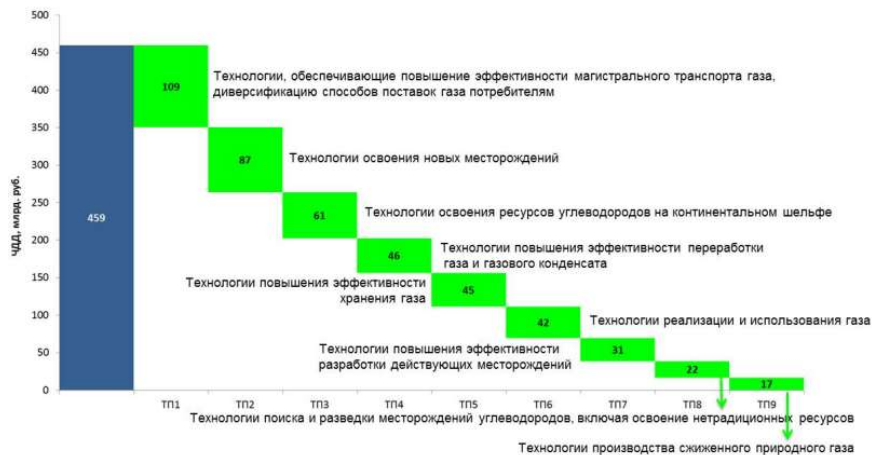 500
450
400
350
300
250
200
150
100
50
0
ЧДД, млрд. руб.
459
109
Технологии, обеспечивающие повышение эффективности магистрального транспорта газа,
диверсификацию способов поставок газа потребителям
87
Технологии освоения новых месторождений
61
Технологии освоения ресурсов углеводородов на континентальном шельфе
46
Технологии повышения эффективности переработки
газа и газового конденсата
Технологии повышения эффективности
хранения газа
45
42
Технологии реализации и использования газа
Технологии повышения эффективности
разработки действующих месторождений
31
22
17
ТП1 ТП2 ТП3 ТП4 ТП5 ТП6 ТП7 ТП8 ТП9
Технологии поиска и разведки месторождений углеводородов, включая освоение нетрадиционных ресурсов
Технологии производства сжиженного природного газа